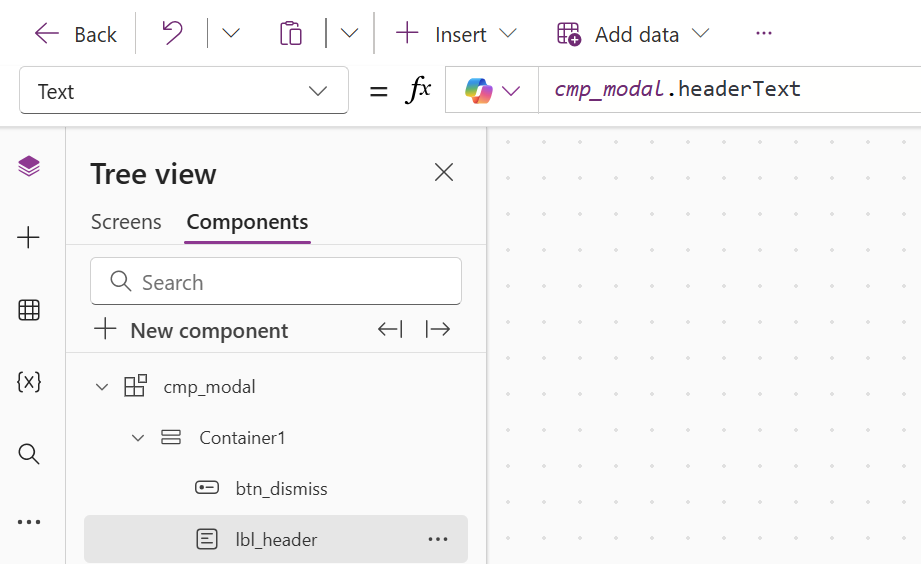 Back Insert Add data ...
Text = fx cmp_modal.headerText
Tree view
Screens Components
Search
New component
cmp_modal
Container1
btn_dismiss
lbl_header ...